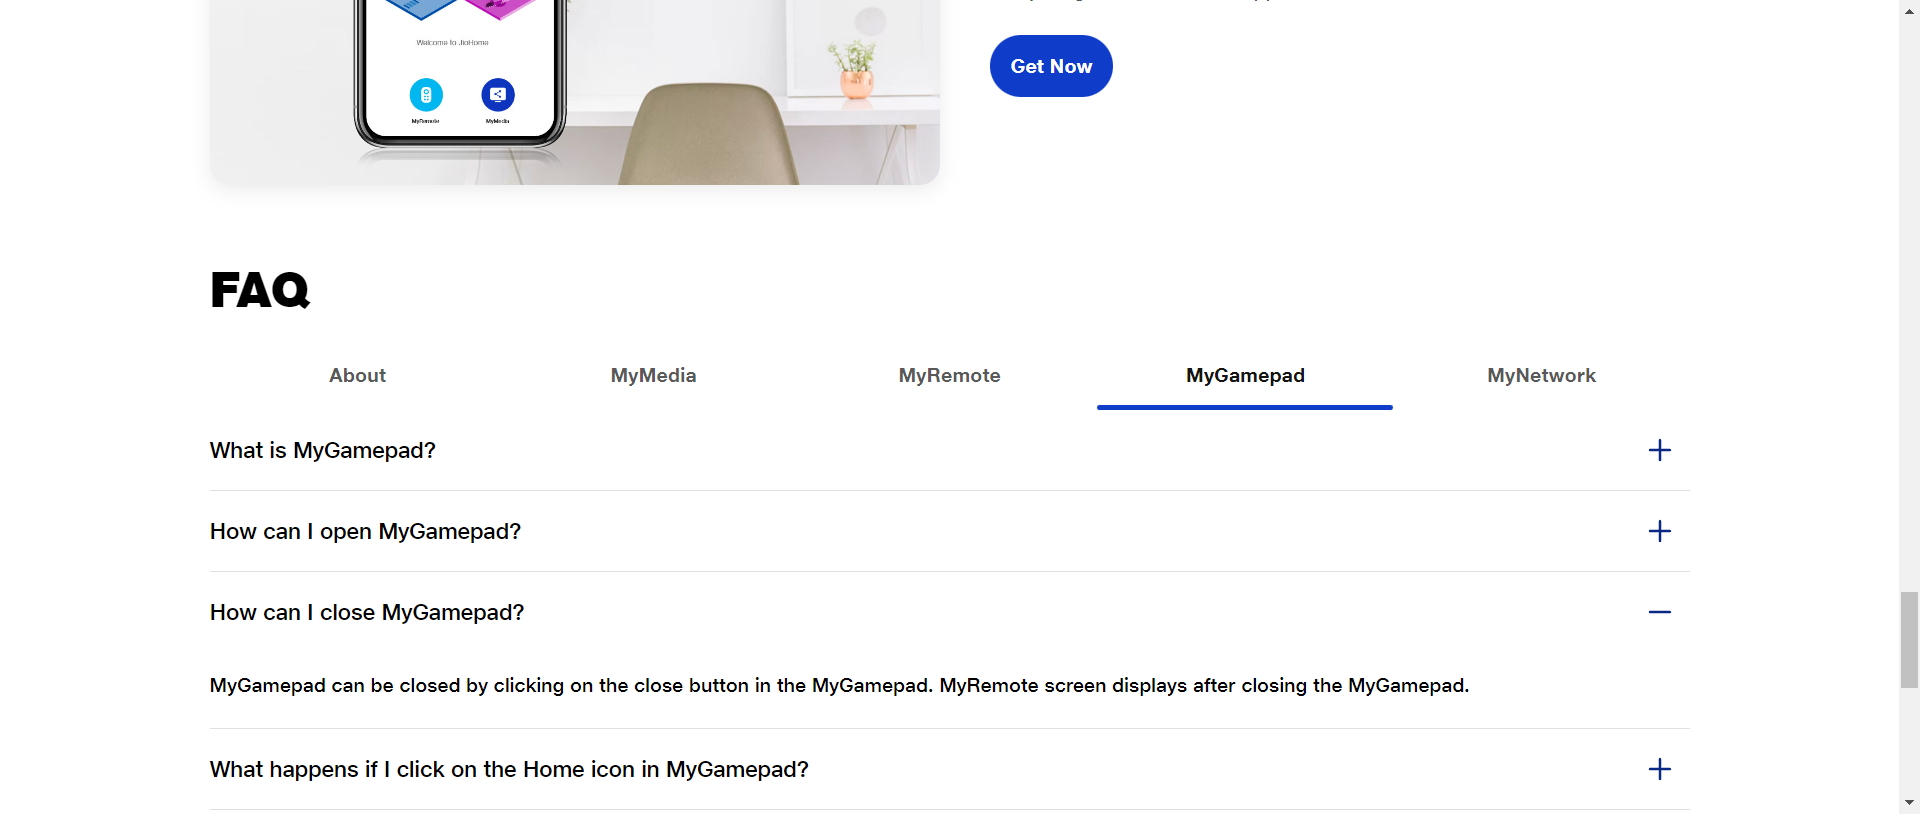 Welcome to JioHome
MyRemote
MyMedia
Get Now
FAQ
About
MyMedia
MyRemote
MyGamepad
MyNetwork
What is MyGamepad?
How can I open MyGamepad?
How can I close MyGamepad?
MyGamepad can be closed by clicking on the close button in the MyGamepad. MyRemote screen displays after closing the MyGamepad.
What happens if I click on the Home icon in MyGamepad?